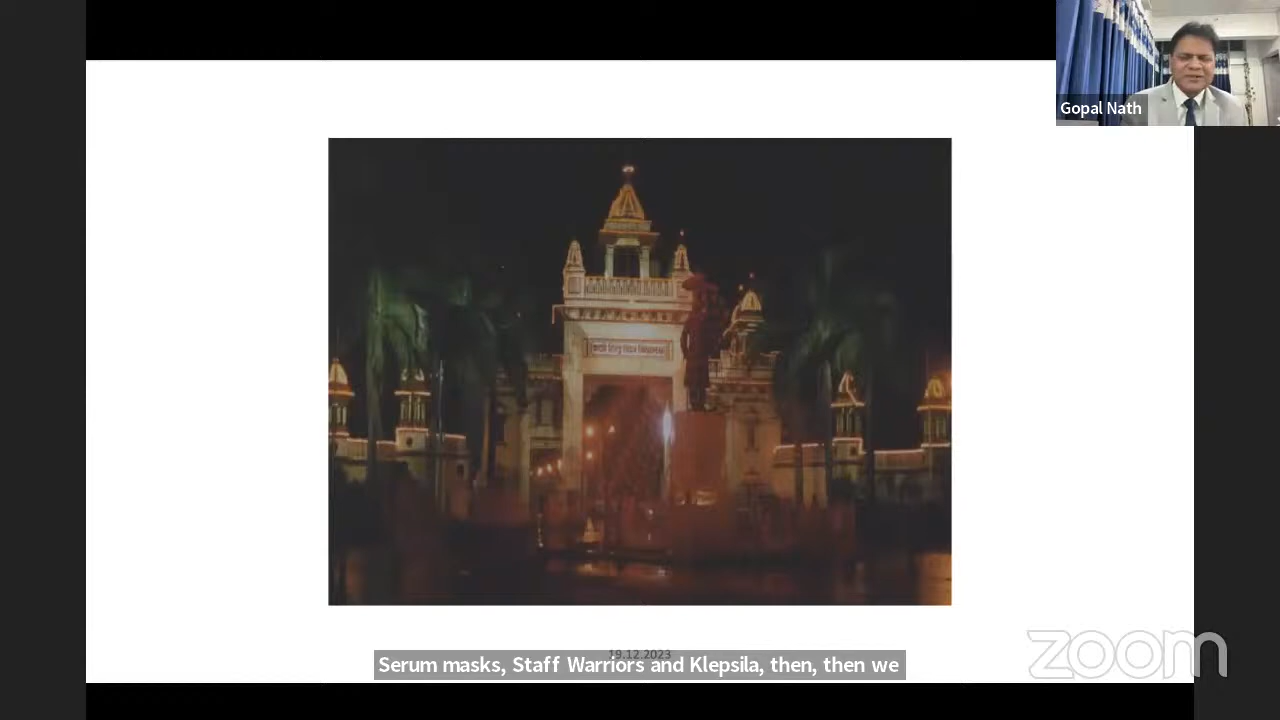 Gopal Nath
19.12.2023
Serum masks, Staff Warriors and Klepsila, then, then we
zoom